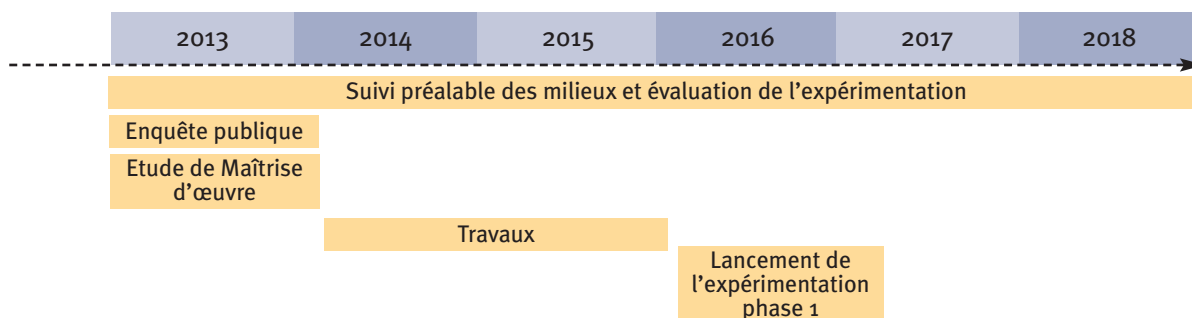 2013 2014 2015 2016 2017 2018
Suivi préalable des milieux et évaluation de l’expérimentation
Enquête publique
Etude de Maîtrise
d’œuvre
Travaux
Lancement de
l’expérimentation
phase 1